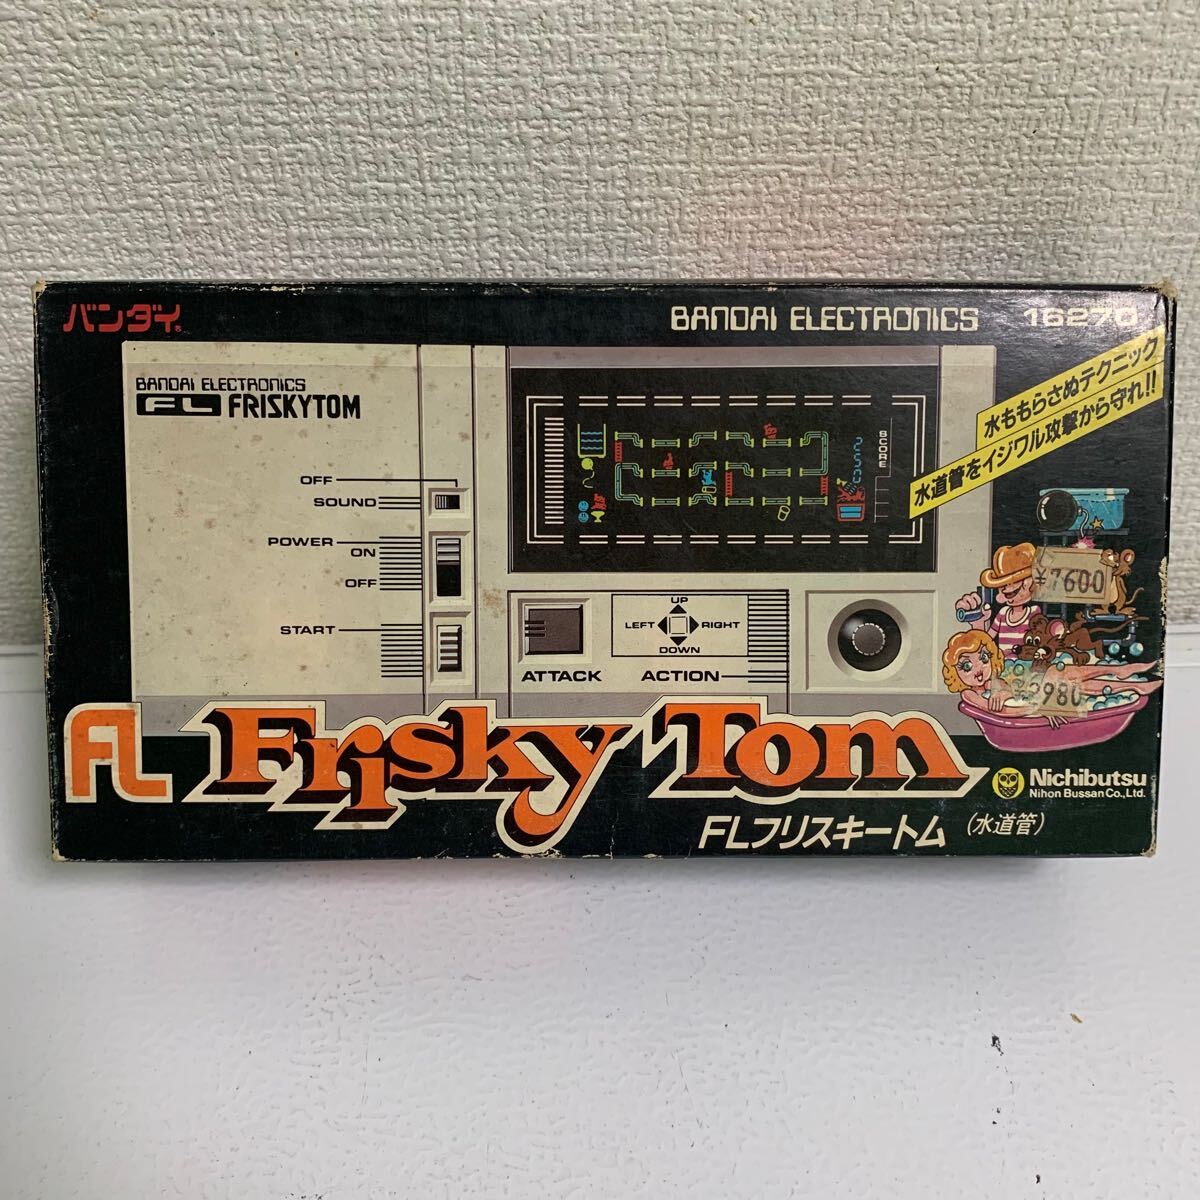 バンダイ
BANDAI ELECTRONICS 16270
水ももらさぬテクニック
水道管をイジワル攻撃から守れ!!
BANDAI ELECTRONICS
FL FRISKYTOM
OFF
SOUND
POWER
ON
OFF
START
SCORE
ATTACK
UP
LEFT RIGHT
DOWN
ACTION
¥7600
980
FL Frisky Tom
Nichibutsu
Nihon Bussan Co., Ltd.
FLフリスキートム (水道管)